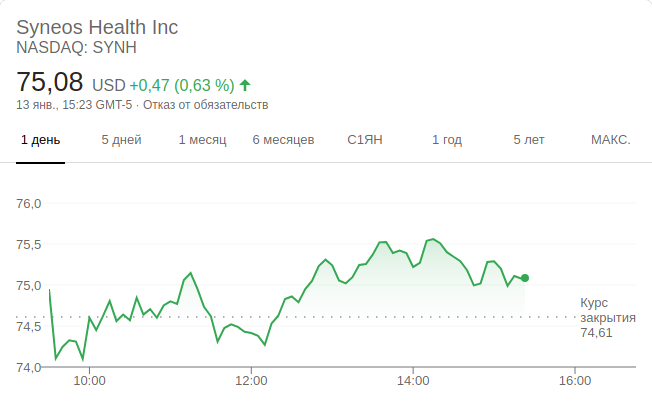 Syneos Health Inc
NASDAQ: SYNH
75,08 USD +0,47 (0,63 %)
13 янв., 15:23 GMT-5 · Отказ от обязательств
1 день 5 дней 1 месяц 6 месяцев С1ЯН 1 год 5 лет МАКС.
76,0
75,5
75,0
74,5
74,0
Курс
закрытия
74,61
10:00 12:00 14:00 16:00